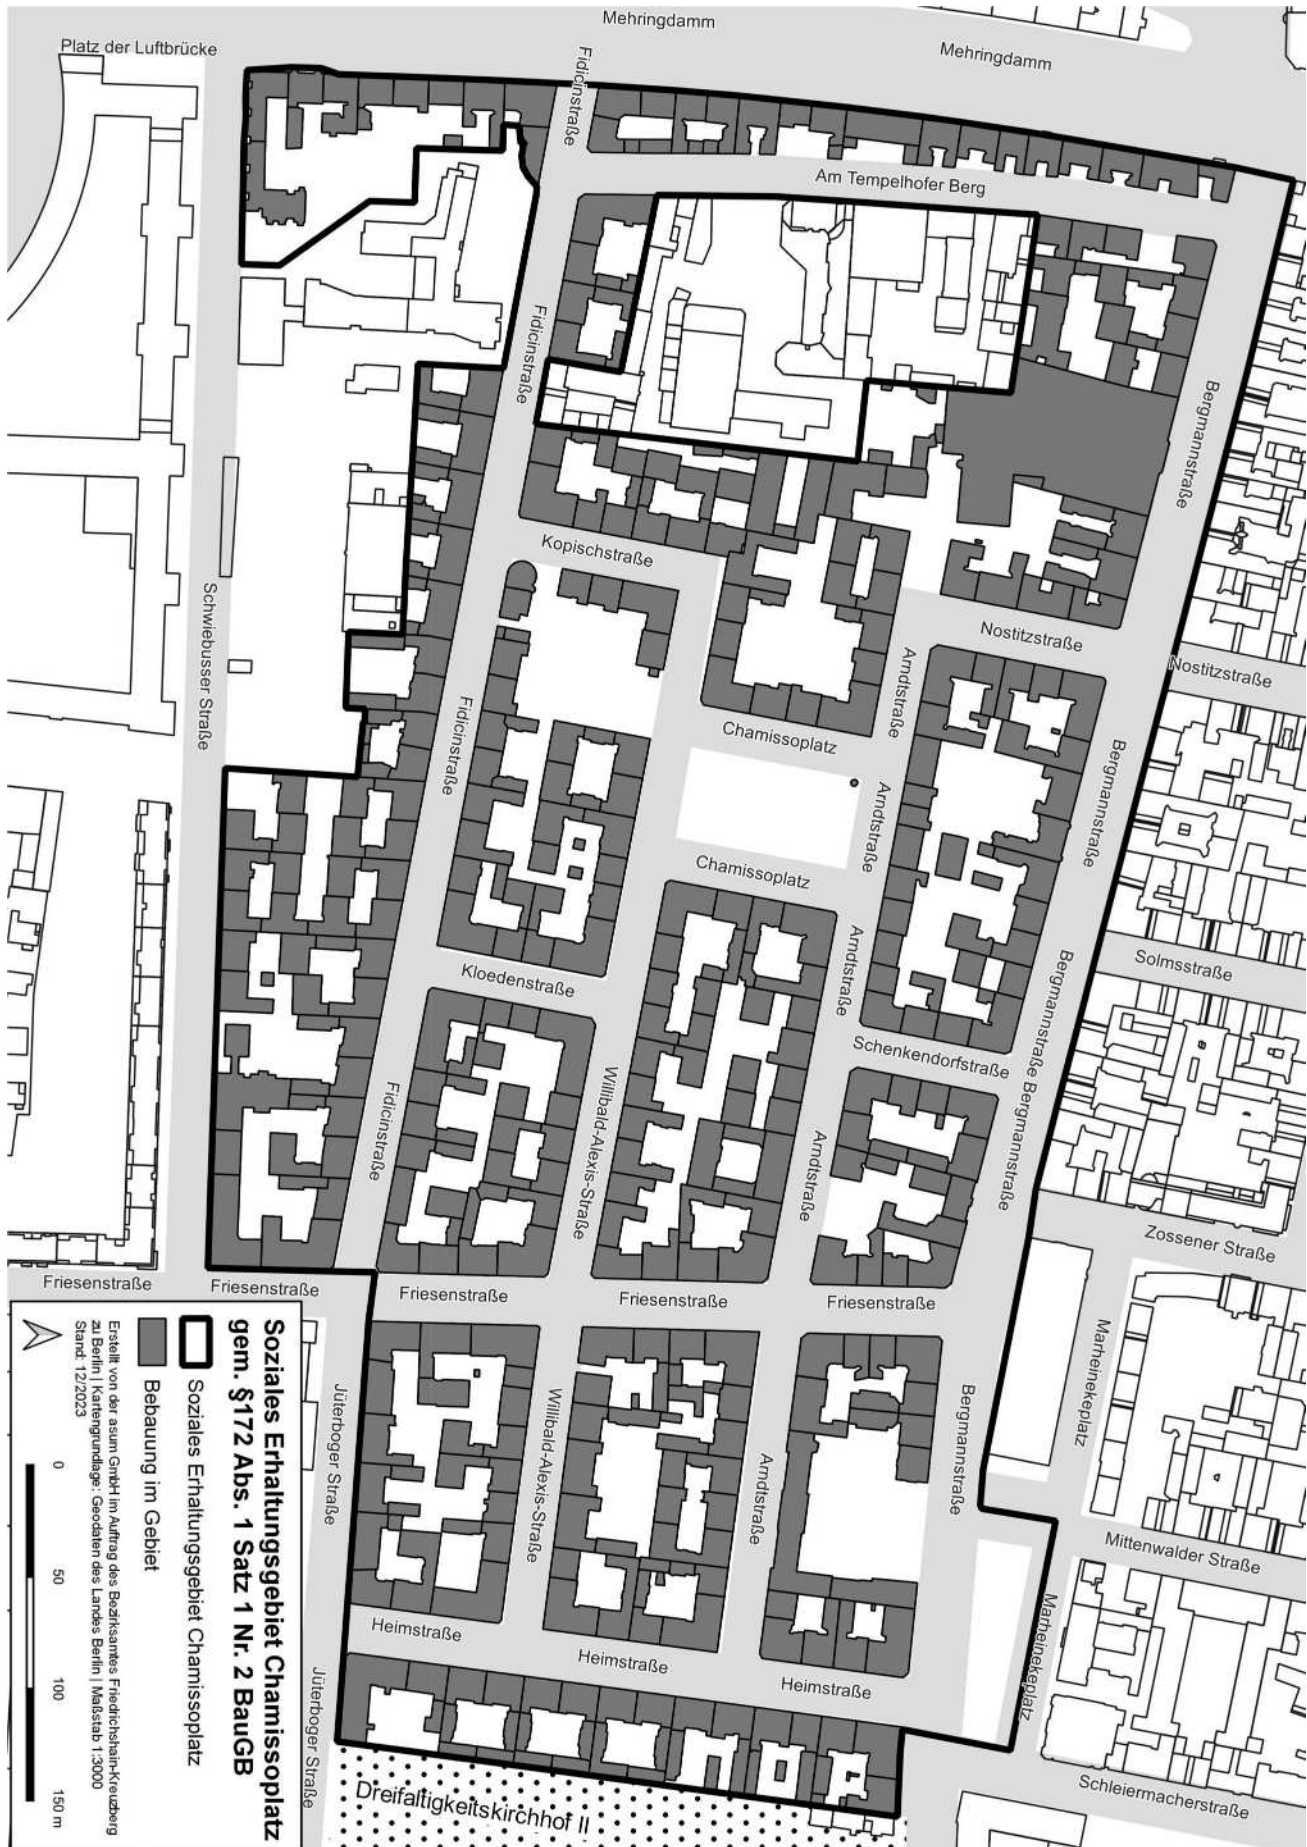 Mehringdamm
Mehringdamm
Platz der Luftbrücke
Fidicinstraße
Am Tempelhofer Berg
Fidicinstraße
Bergmannstraße
Kopischstraße
Schwiebusser Straße
Nostitzstraße
Nostitzstraße
Arndtstraße
Fidicinstraße
Chamissoplatz
Bergmannstraße
Arndtstraße
Chamissoplatz
Arndtstraße
Solmsstraße
Kloedenstraße
Bergmannstraße
Schenkendorfstraße
Bergmannstraße
Fidicinstraße
Willibald-Alexis-Straße
Arndtstraße
Zossener Straße
Friesenstraße
Friesenstraße
Friesenstraße
Friesenstraße
Friesenstraße
Marheinekeplatz
Jüterboger Straße
Willibald-Alexis-Straße
Arndtstraße
Bergmannstraße
Mittenwalder Straße
Marheinekeplatz
Heimstraße
Heimstraße
Heimstraße
Jüterboger Straße
Schleiermacherstraße
Dreifaltigkeitskirchhof II
Soziales Erhaltungsgebiet Chamissoplatz
gem. §172 Abs. 1 Satz 1 Nr. 2 BauGB
Soziales Erhaltungsgebiet Chamissoplatz
Bebauung im Gebiet
Erstellt von der asum GmbH im Auftrag des Bezirksamtes Friedrichshain-Kreuzberg
zu Berlin | Kartengrundlage: Geodaten des Landes Berlin | Maßstab 1:3000
Stand: 12/2023
0 50 100 150 m